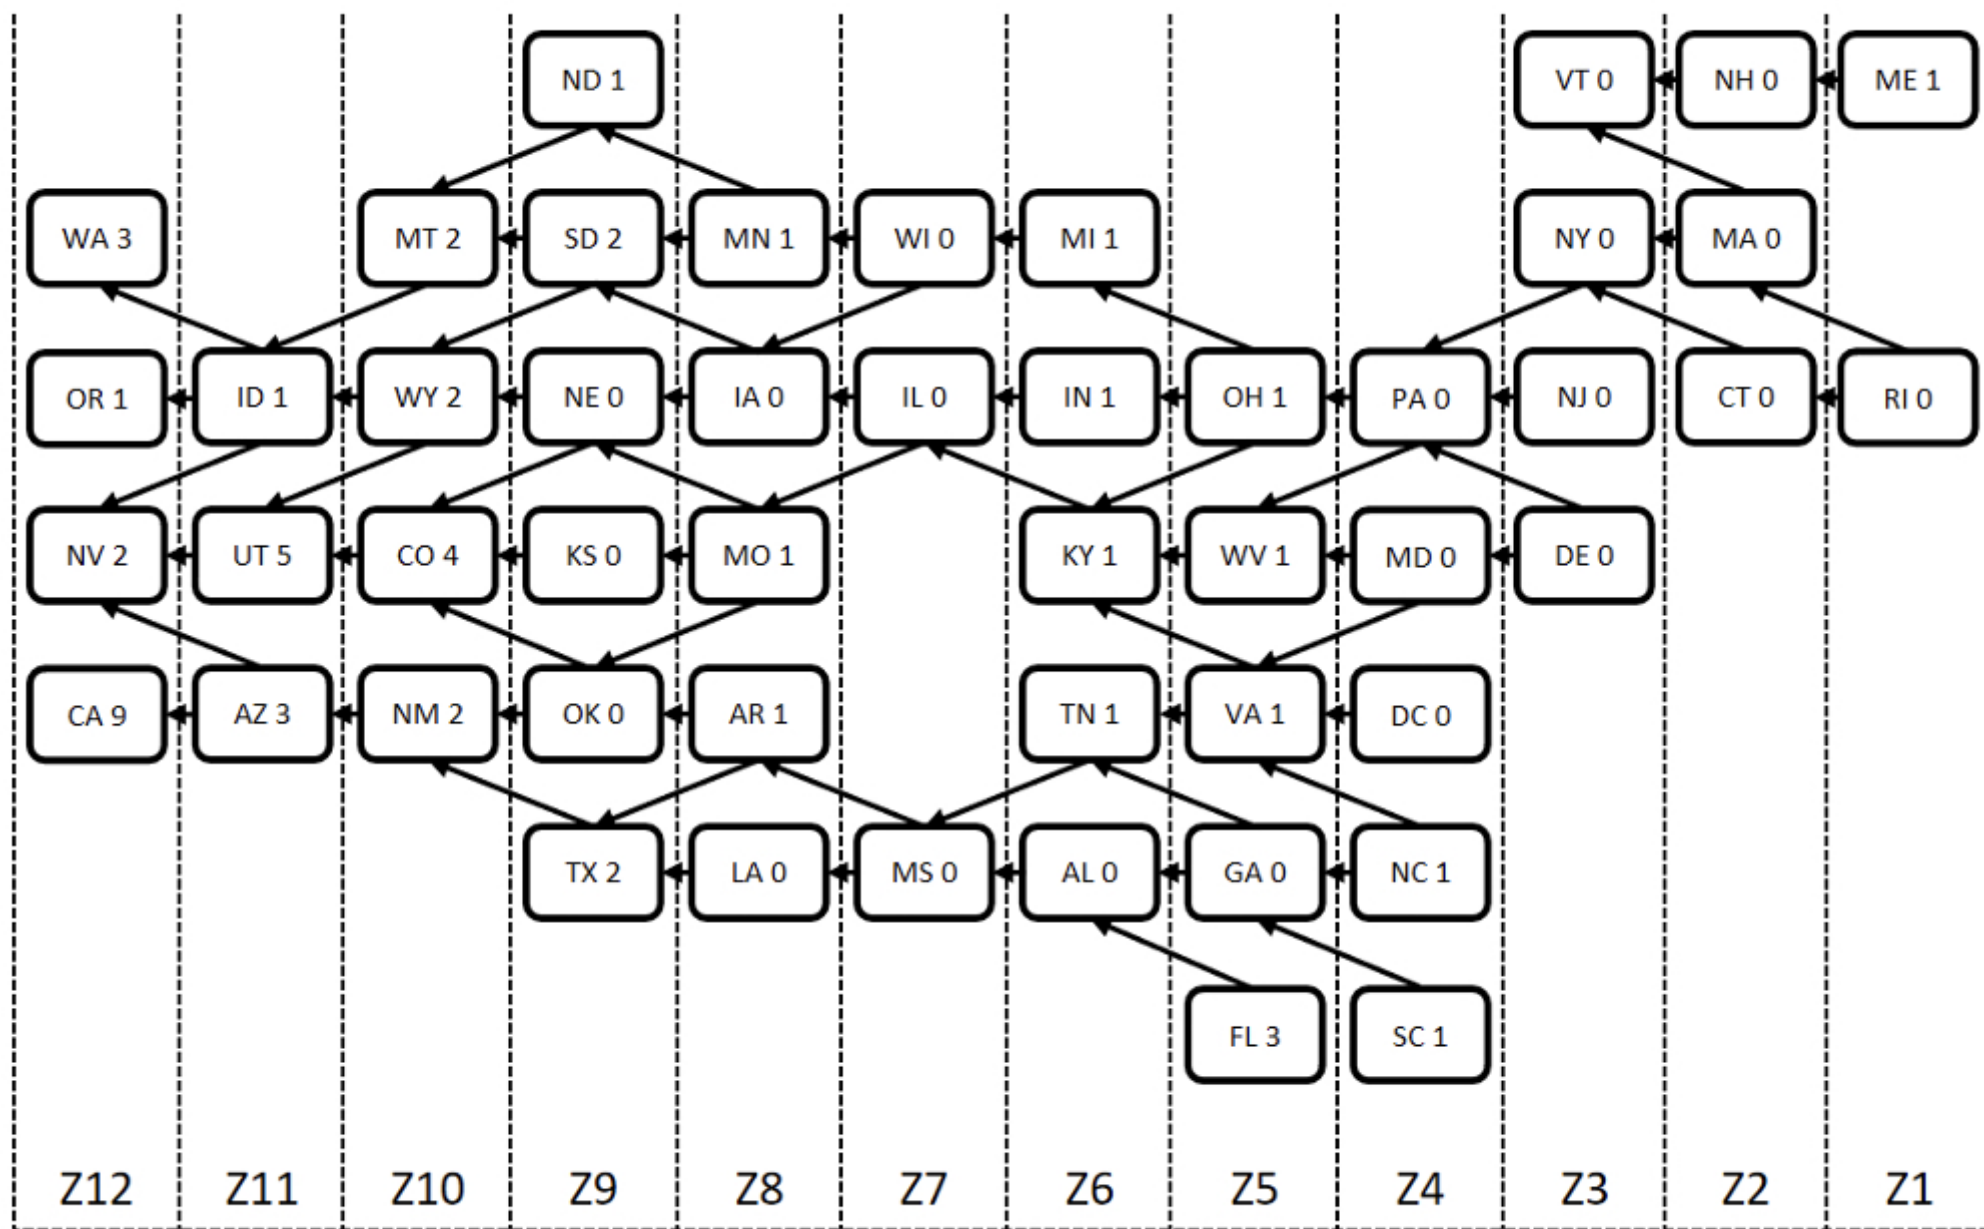 ND 1 VT 0 NH 0 ME 1
WA 3 MT 2 SD 2 MN 1 WI 0 MI 1 NY 0 MA 0
OR 1 ID 1 WY 2 NE 0 IA 0 IL 0 IN 1 OH 1 PA 0 NJ 0 CT 0 RI 0
NV 2 UT 5 CO 4 KS 0 MO 1 KY 1 WV 1 MD 0 DE 0
CA 9 AZ 3 NM 2 OK 0 AR 1 TN 1 VA 1 DC 0
TX 2 LA 0 MS 0 AL 0 GA 0 NC 1
FL 3 SC 1
Z12 Z11 Z10 Z9 Z8 Z7 Z6 Z5 Z4 Z3 Z2 Z1